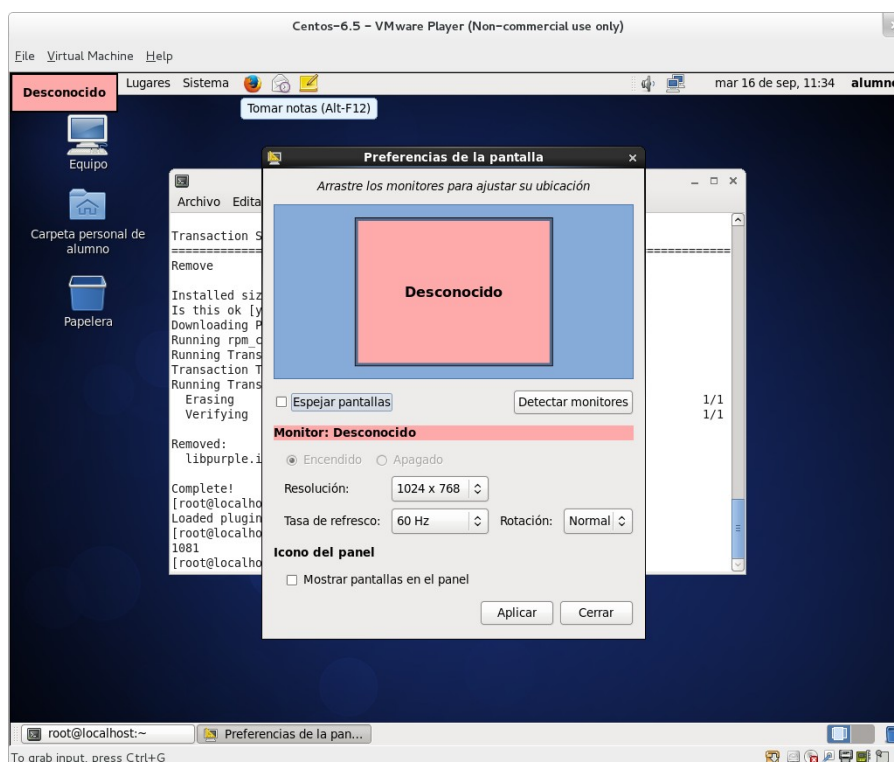 Centos-6.5 - VMware Player (Non-commercial use only)
File Virtual Machine Help
Desconocido Lugares Sistema mar 16 de sep, 11:34 alumno
Tomar notas (Alt-F12)
Equipo
Carpeta personal de
alumno
Papelera
Archivo Edita
Transaction S
Remove
Installed siz
Is this ok [y
Downloading P
Running rpm_c
Running Trans
Transaction T
Running Trans
Erasing 1/1
Verifying 1/1
Removed:
libpurple.i
Complete!
[root@localho
Loaded plugin
[root@localho
1081
[root@localho
Preferencias de la pantalla
Arrastre los monitores para ajustar su ubicación
Desconocido
Espejar pantallas Detectar monitores
Monitor: Desconocido
Encendido Apagado
Resolución: 1024 x 768
Tasa de refresco: 60 Hz Rotación: Normal
Icono del panel
Mostrar pantallas en el panel
Aplicar Cerrar
root@localhost:~ Preferencias de la pan...
To grab input, press Ctrl+G